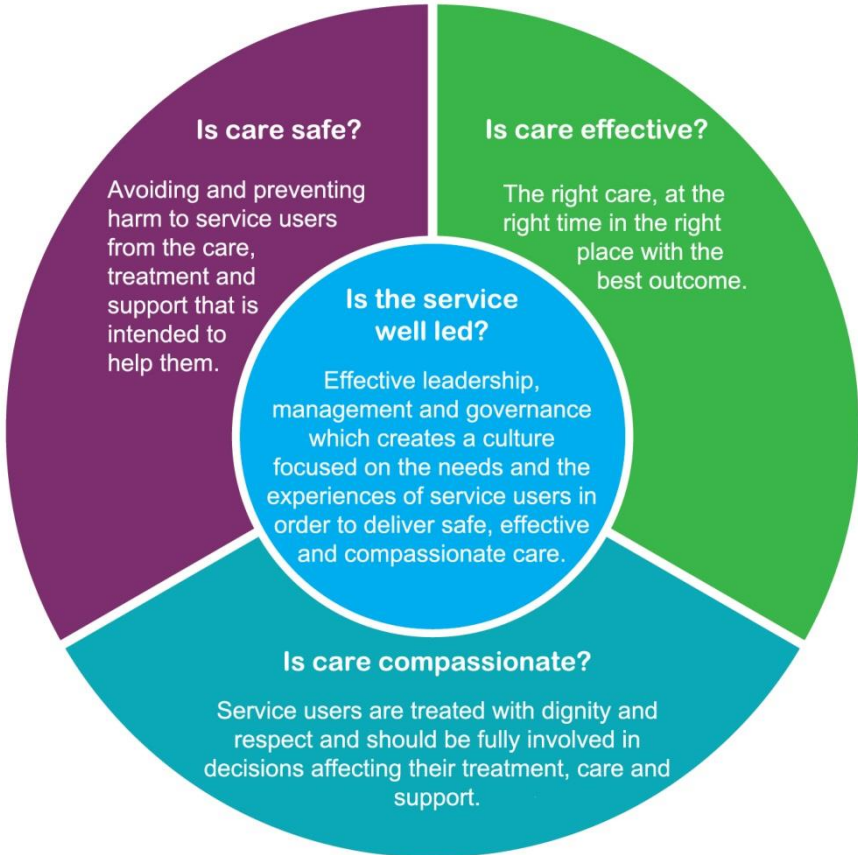 Is care safe?
Avoiding and preventing
harm to service users
from the care,
treatment and
support that is
intended to
help them.
Is care effective?
The right care, at the
right time in the right
place with the
best outcome.
Is the service
well led?
Effective leadership,
management and governance
which creates a culture
focused on the needs and the
experiences of service users in
order to deliver safe, effective
and compassionate care.
Is care compassionate?
Service users are treated with dignity and
respect and should be fully involved in
decisions affecting their treatment, care and
support.